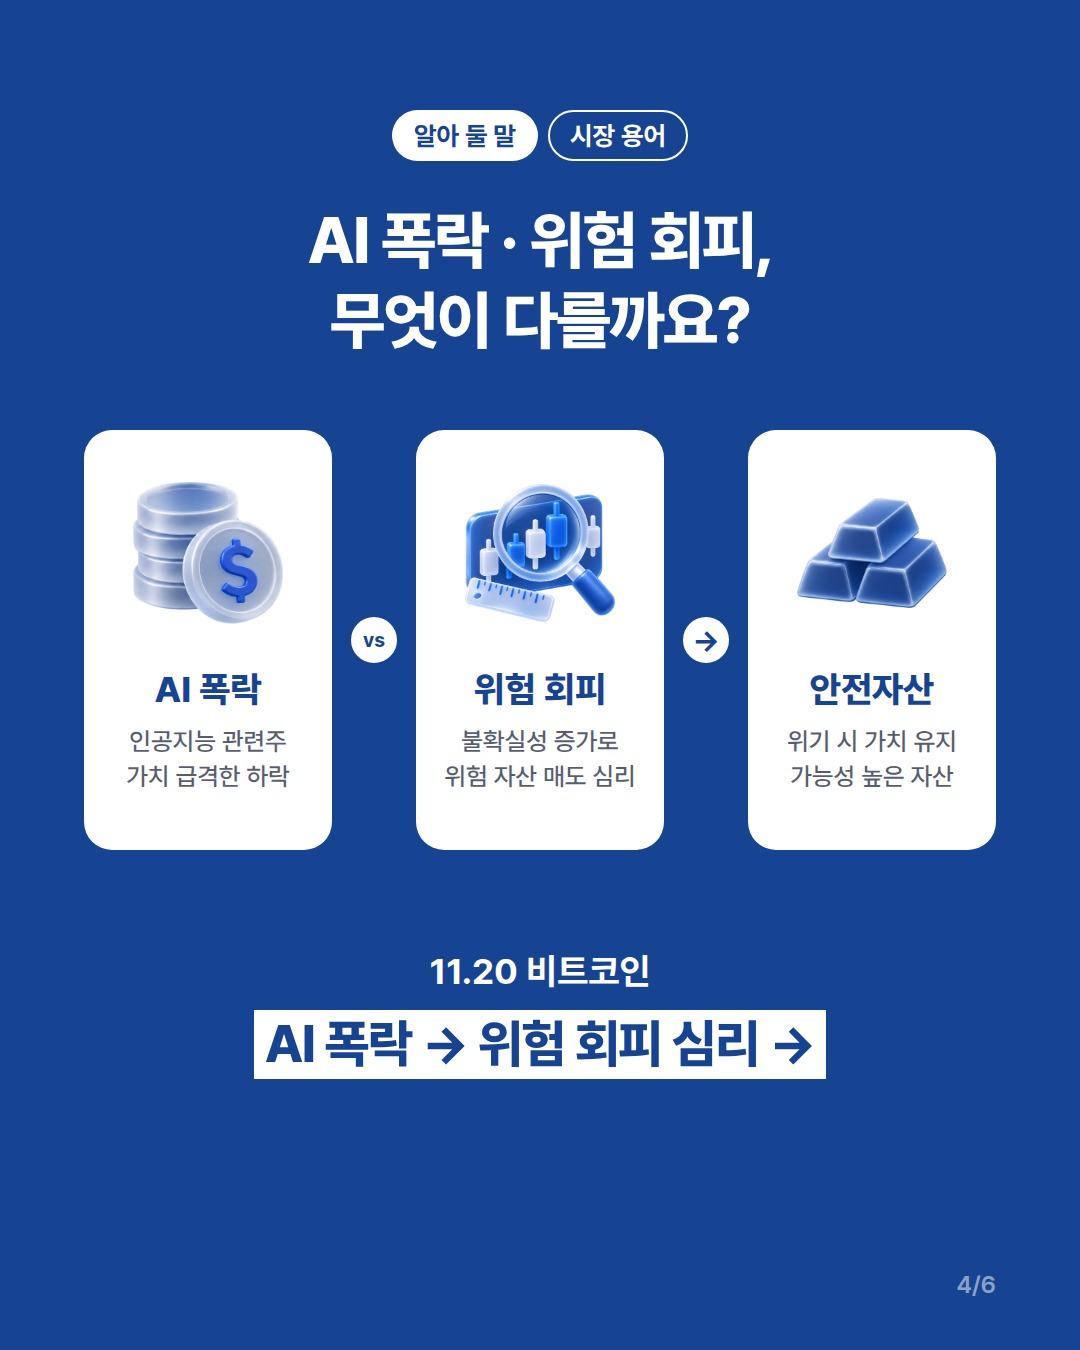 알아 둘 말
시장 용어
AI 폭락 · 위험 회피,
무엇이 다를까요?
$
AI 폭락
인공지능 관련주
가치 급격한 하락
vs
위험 회피
불확실성 증가로
위험 자산 매도 심리
→
안전자산
위기 시 가치 유지
가능성 높은 자산
11.20 비트코인
AI 폭락 → 위험 회피 심리 →
4/6